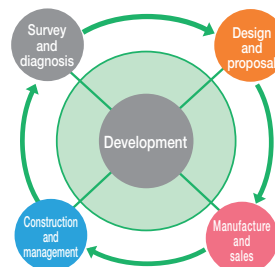 Survey
and
diagnosis
Design
and
proposal
Development
Construction
and
management
Manufacture
and
sales